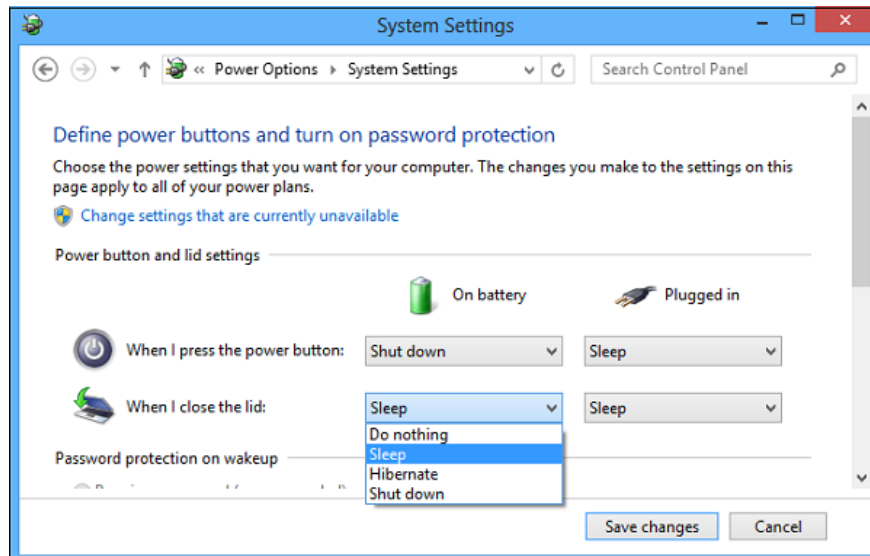 System Settings
« Power Options System Settings
Search Control Panel
Define power buttons and turn on password protection
Choose the power settings that you want for your computer. The changes you make to the settings on this
page apply to all of your power plans.
Change settings that are currently unavailable
Power button and lid settings
On battery
Plugged in
When I press the power button:
Shut down
Sleep
When I close the lid:
Sleep
Sleep
Do nothing
Sleep
Hibernate
Shut down
Password protection on wakeup
Save changes
Cancel